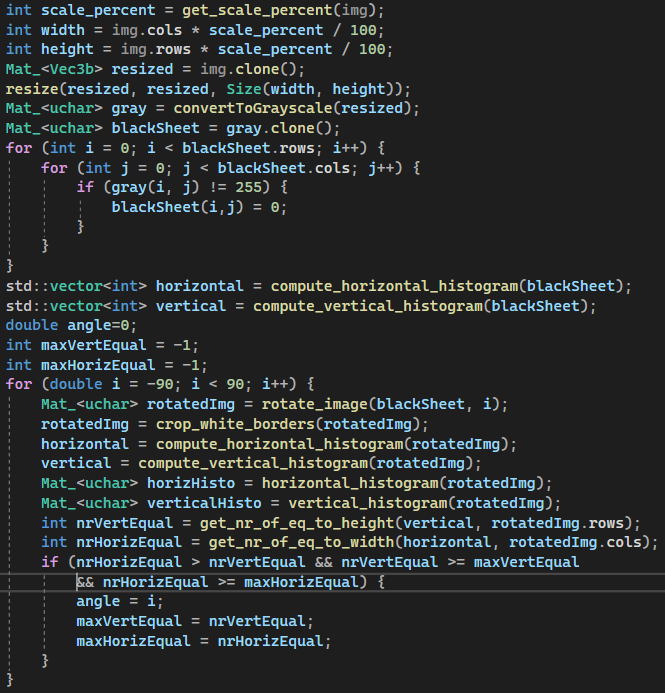 int scale_percent = get_scale_percent(img);
int width = img.cols * scale_percent / 100;
int height = img.rows * scale_percent / 100;
Mat_<Vec3b> resized = img.clone();
resize(resized, resized, Size(width, height));
Mat_<uchar> gray = convertToGrayscale(resized);
Mat_<uchar> blackSheet = gray.clone();
for (int i = 0; i < blackSheet.rows; i++) {
    for (int j = 0; j < blackSheet.cols; j++) {
        if (gray(i, j) != 255) {
            blackSheet(i,j) = 0;
        }
    }
}
std::vector<int> horizontal = compute_horizontal_histogram(blackSheet);
std::vector<int> vertical = compute_vertical_histogram(blackSheet);
double angle=0;
int maxVertEqual = -1;
int maxHorizEqual = -1;
for (double i = -90; i < 90; i++) {
    Mat_<uchar> rotatedImg = rotate_image(blackSheet, i);
    rotatedImg = crop_white_borders(rotatedImg);
    horizontal = compute_horizontal_histogram(rotatedImg);
    vertical = compute_vertical_histogram(rotatedImg);
    Mat_<uchar> horizHisto = horizontal_histogram(rotatedImg);
    Mat_<uchar> verticalHisto = vertical_histogram(rotatedImg);
    int nrVertEqual = get_nr_of_eq_to_height(vertical, rotatedImg.rows);
    int nrHorizEqual = get_nr_of_eq_to_width(horizontal, rotatedImg.cols);
    if (nrHorizEqual > nrVertEqual && nrVertEqual >= maxVertEqual
        && nrHorizEqual >= maxHorizEqual) {
        angle = i;
        maxVertEqual = nrVertEqual;
        maxHorizEqual = nrHorizEqual;
    }
}